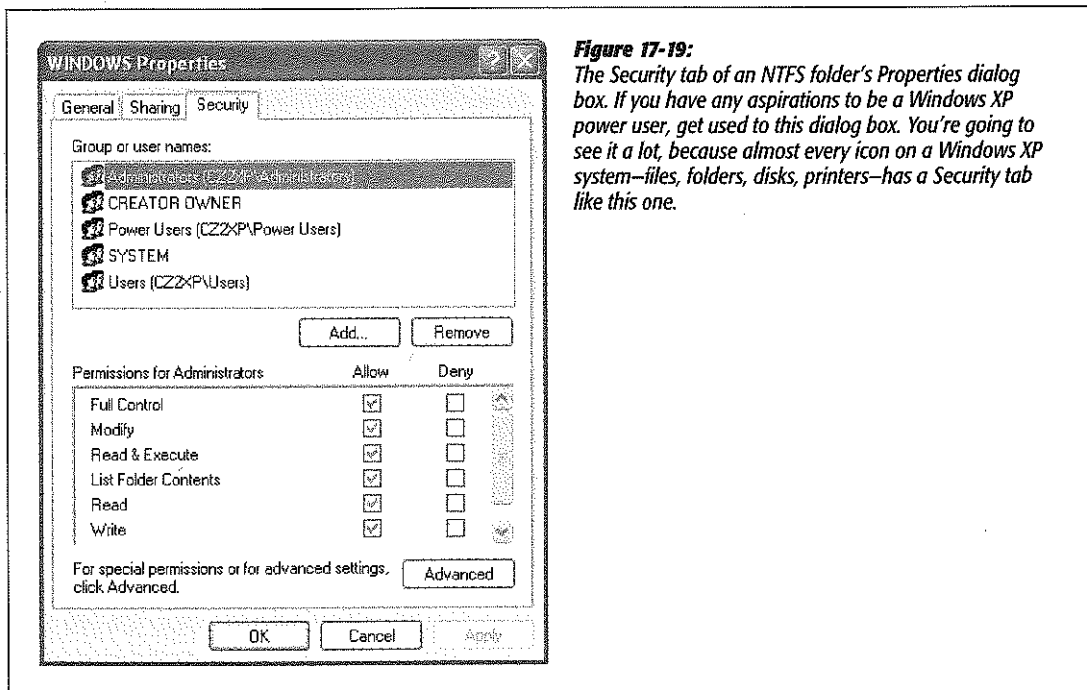 WINDOWS Properties
General Sharing Security
Group or user names:
Administrators (CZ2XP\Administrators)
CREATOR OWNER
Power Users (CZ2XP\Power Users)
SYSTEM
Users (CZ2XP\Users)
Add... Remove
Permissions for Administrators Allow Deny
Full Control
Modify
Read & Execute
List Folder Contents
Read
Write
For special permissions or for advanced settings,
click Advanced.
Advanced
OK Cancel Apply
Figure 17-19:
The Security tab of an NTFS folder's Properties dialog
box. If you have any aspirations to be a Windows XP
power user, get used to this dialog box. You're going to
see it a lot, because almost every icon on a Windows XP
system—files, folders, disks, printers—has a Security tab
like this one.